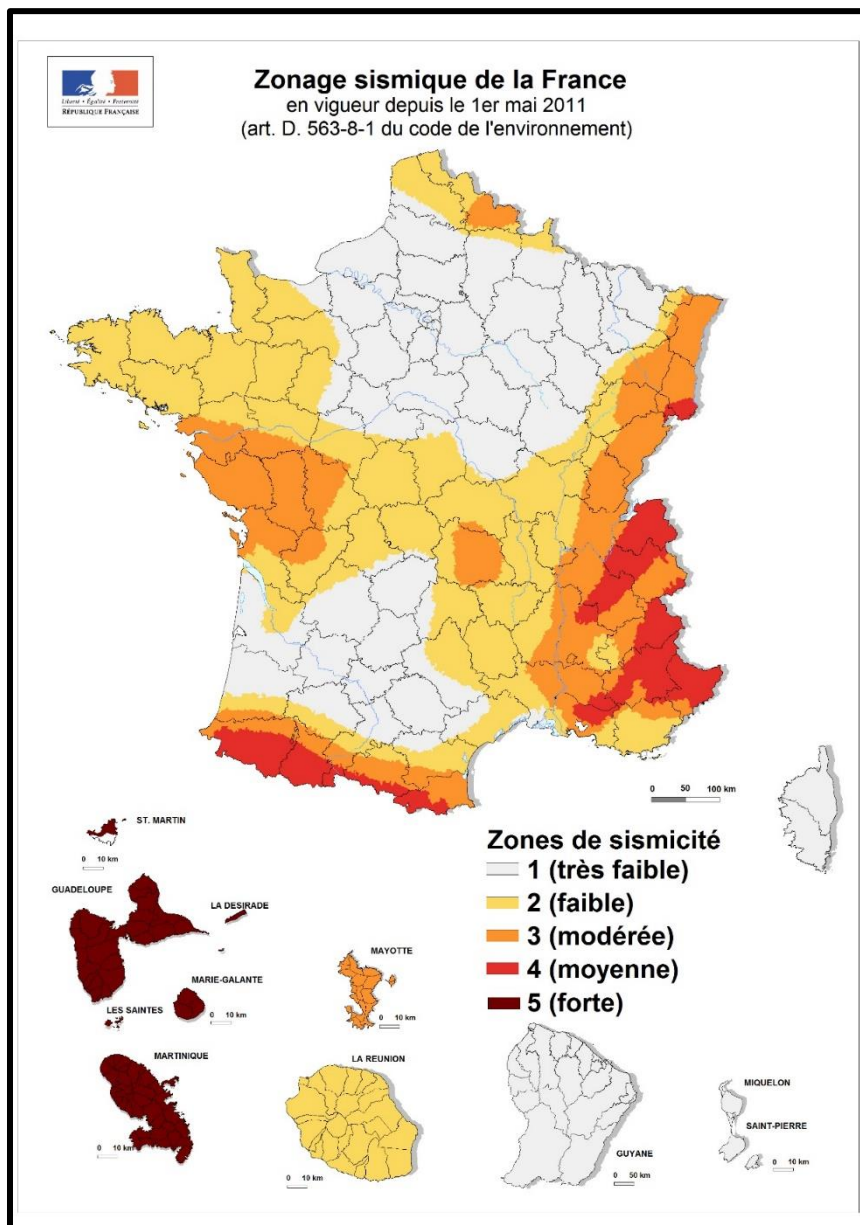 Liberté • Égalité • Fraternité
RÉPUBLIQUE FRANÇAISE
Zonage sismique de la France
en vigueur depuis le 1er mai 2011
(art. D. 563-8-1 du code de l'environnement)
0 50 100 km
ST. MARTIN
0 10 km
GUADELOUPE
LA DESIRADE
MARIE-GALANTE
LES SAINTES
0 10 km
MAYOTTE
0 10 km
Zones de sismicité
1 (très faible)
2 (faible)
3 (modérée)
4 (moyenne)
5 (forte)
MARTINIQUE
0 10 km
LA REUNION
0 10 km
GUYANE
0 50 km
MIQUELON
SAINT-PIERRE
0 10 km